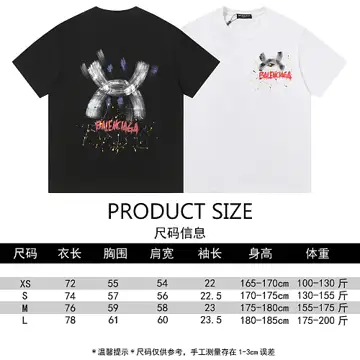 BALENCIAGA
BALENCIAGA
PRODUCT SIZE
尺码信息
尺码 衣长 胸围 肩宽 袖长 身高 体重
XS 72 55 54 22 165-170cm 100-130 斤
S 74 57 56 22.5 170-175cm 130-155 斤
M 76 59 58 23 175-180cm 155-175 斤
L 78 61 60 23.5 180-185cm 175-200 斤
*温馨提示:尺码仅供参考,手工测量存在 1-3cm 误差